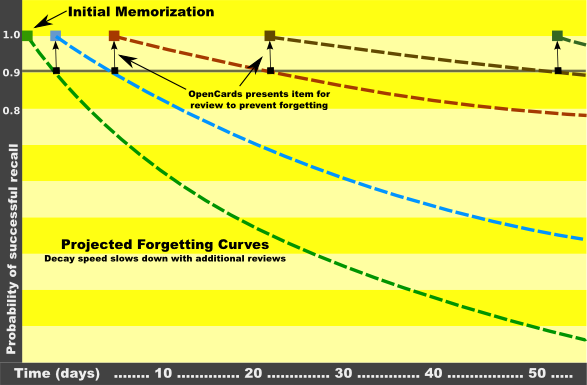 Initial Memorization
1.0
0.9
0.8
OpenCards presents item for
review to prevent forgetting
Probability of successful recall
Projected Forgetting Curves
Decay speed slows down with additional reviews
Time (days) ........ 10 ............... 20 ............... 30 ............... 40 ................ 50 .....